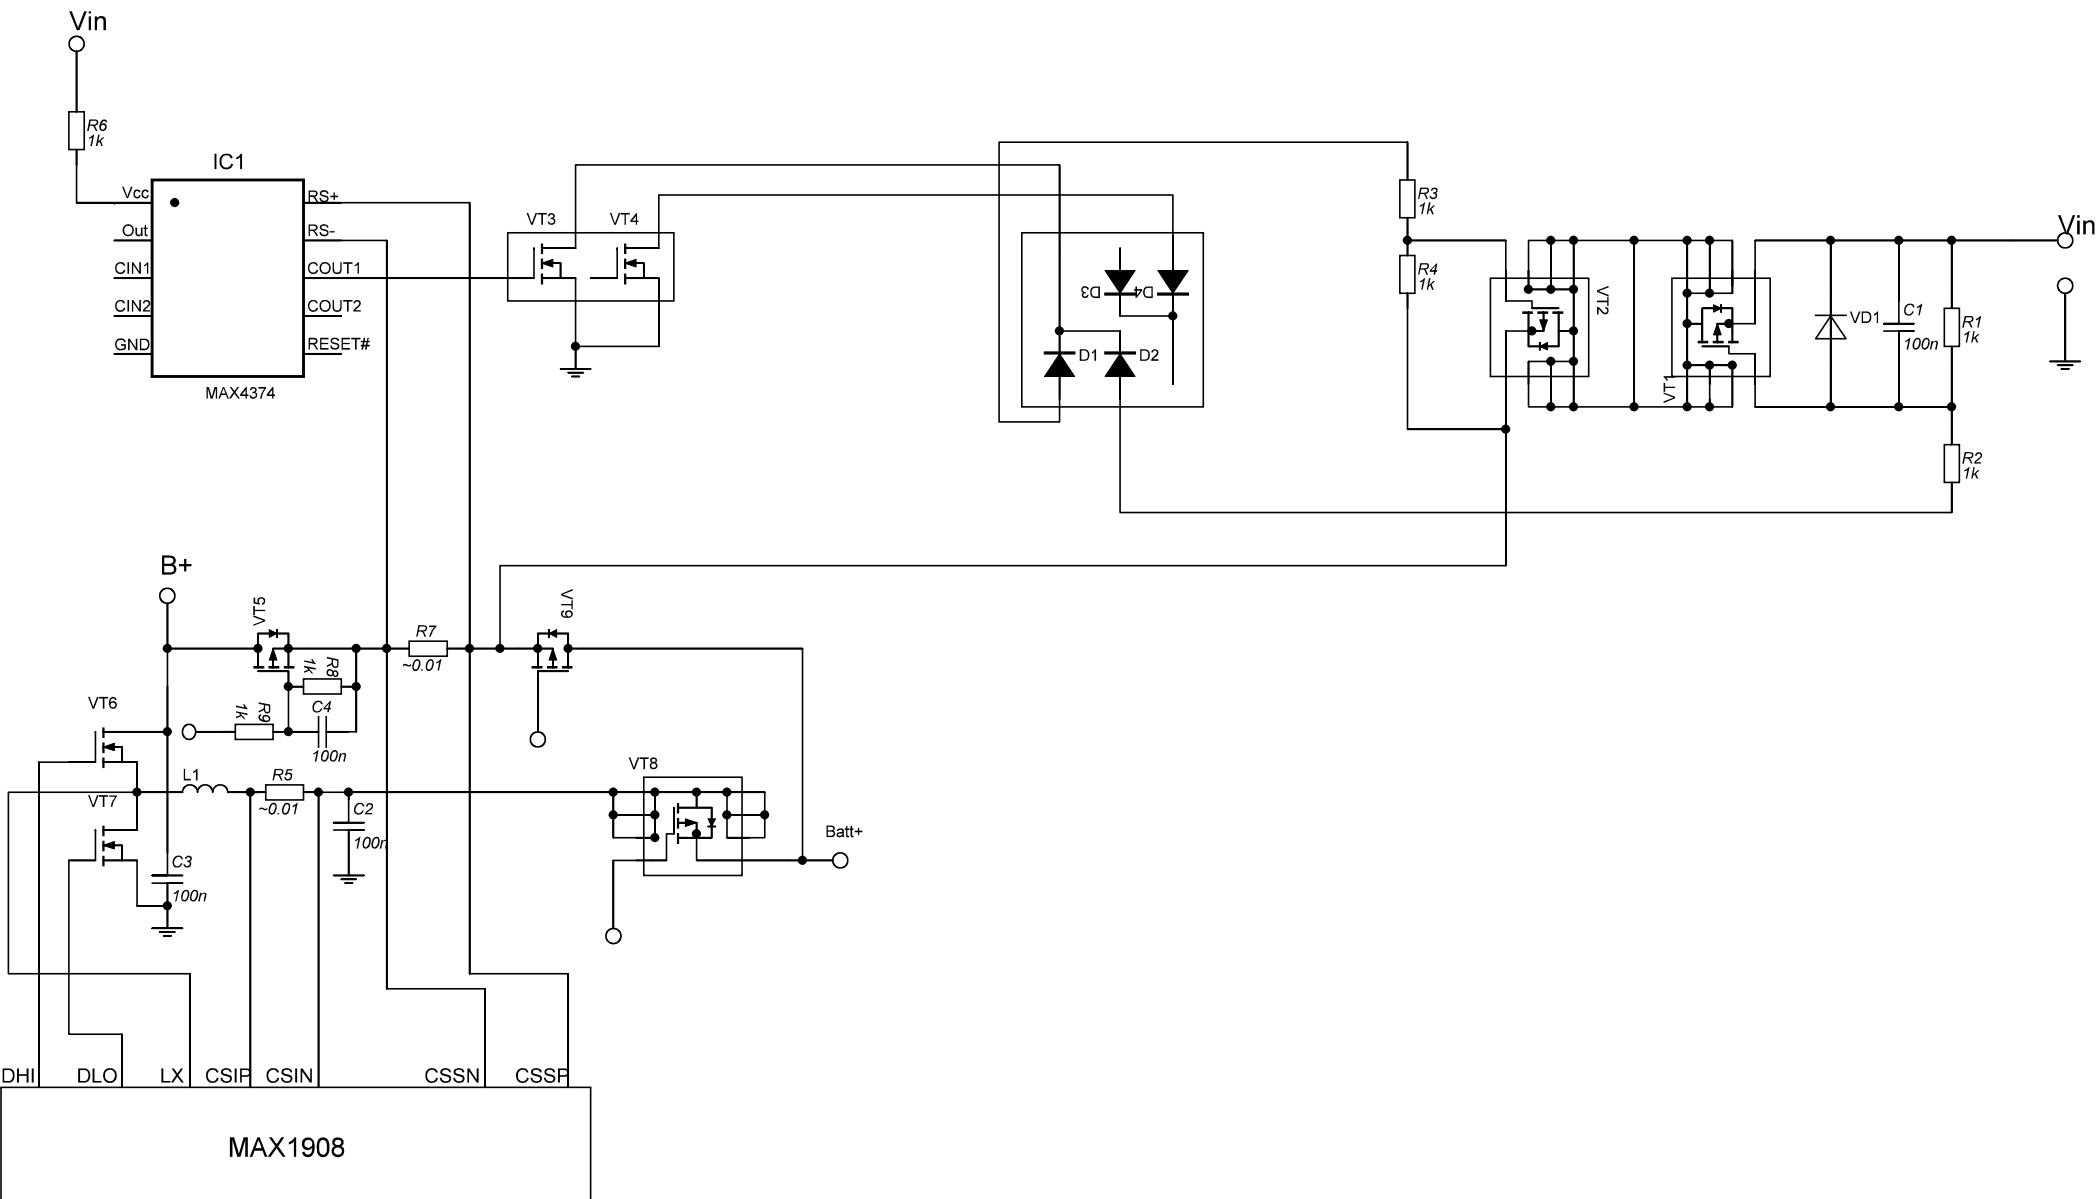 Vin
R6
1k
IC1
Vcc
Out
CIN1
CIN2
GND
RS+
RS-
COUT1
COUT2
RESET#
MAX4374
VT3
VT4
D3
D4
D1
D2
R3
1k
R4
1k
VT2
VT1
VD1
C1
100n
R1
1k
Vin
R2
1k
B+
VT5
R7
~0.01
VT9
R8
1k
R9
1k
C4
100n
VT6
L1
R5
~0.01
VT7
C2
100n
VT8
Batt+
C3
100n
DHI
DLO
LX
CSIP
CSIN
CSSN
CSSP
MAX1908